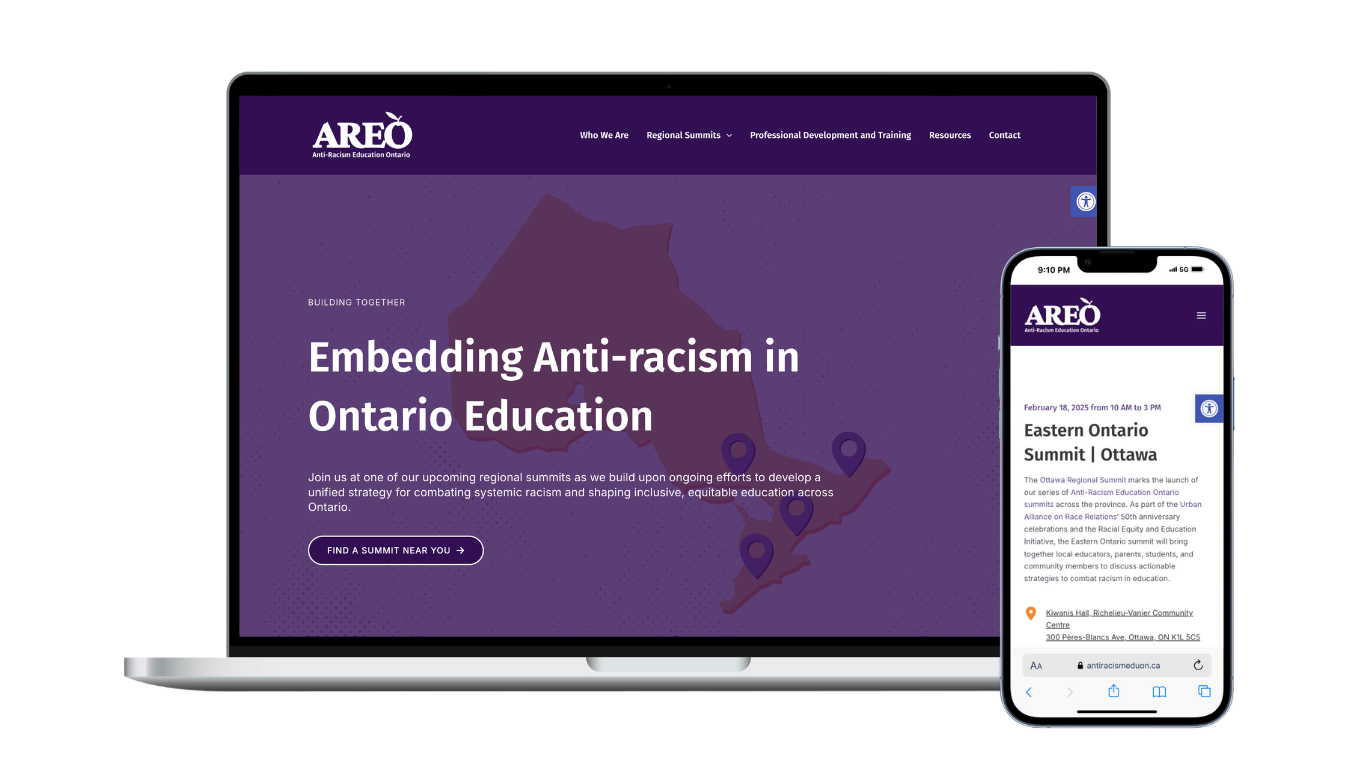 AREO
Anti-Racism Education Ontario
Who We Are
Regional Summits
Professional Development and Training
Resources
Contact
BUILDING TOGETHER
Embedding Anti-racism in
Ontario Education
Join us at one of our upcoming regional summits as we build upon ongoing efforts to develop a
unified strategy for combating systemic racism and shaping inclusive, equitable education across
Ontario.
FIND A SUMMIT NEAR YOU →
9:10 PM
5G
AREO
Anti-Racism Education Ontario
February 18, 2025 from 10 AM to 3 PM
Eastern Ontario
Summit | Ottawa
The Ottawa Regional Summit marks the launch of
our series of Anti-Racism Education Ontario
summits across the province. As part of the Urban
Alliance on Race Relations' 50th anniversary
celebrations and the Racial Equity and Education
Initiative, the Eastern Ontario summit will bring
together local educators, parents, students, and
community members to discuss actionable
strategies to combat racism in education.
Kiwanis Hall, Richelieu-Vanier Community
Centre
300 Pères-Blancs Ave, Ottawa, ON K1L 5C5
AA
antiracismeduon.ca